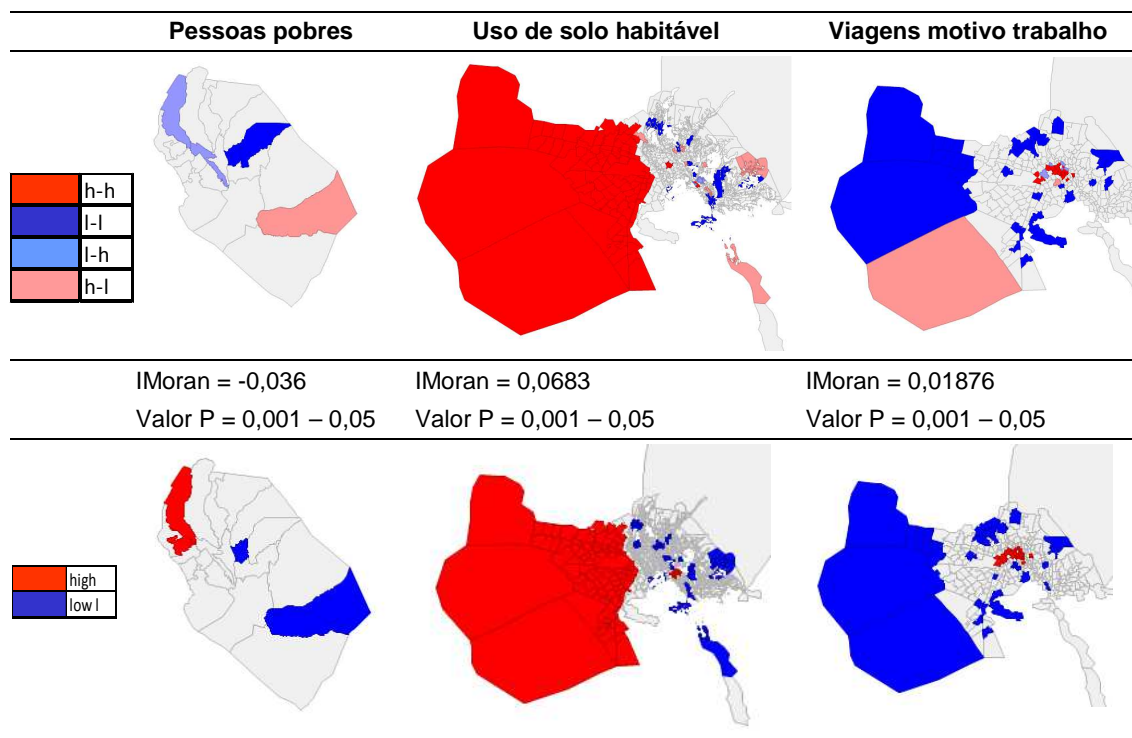 Pessoas pobres Uso de solo habitável Viagens motivo trabalho
h-h
l-l
l-h
h-l
IMoran = -0,036 IMoran = 0,0683 IMoran = 0,01876
Valor P = 0,001 – 0,05 Valor P = 0,001 – 0,05 Valor P = 0,001 – 0,05
high
low l